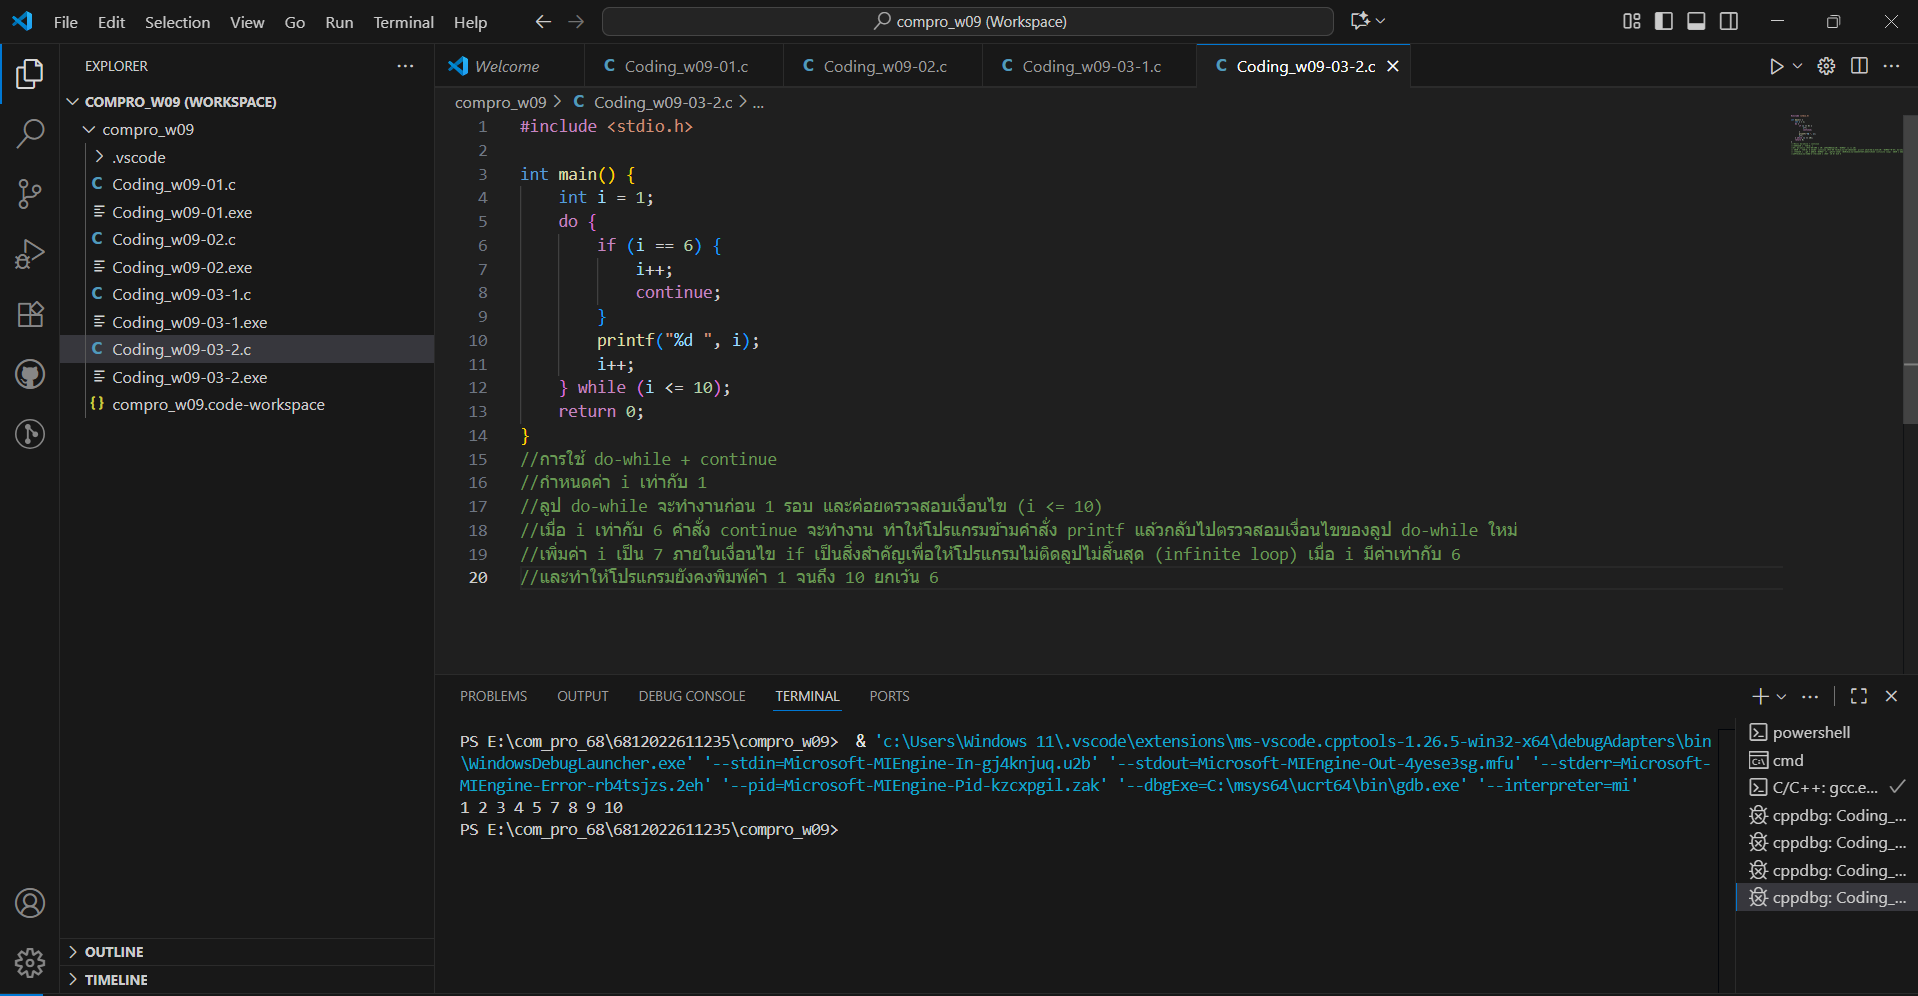 File Edit Selection View Go Run Terminal Help
compro_w09 (Workspace)
EXPLORER
COMPRO_W09 (WORKSPACE)
compro_w09
.vscode
C Coding_w09-01.c
Coding_w09-01.exe
C Coding_w09-02.c
Coding_w09-02.exe
C Coding_w09-03-1.c
Coding_w09-03-1.exe
C Coding_w09-03-2.c
Coding_w09-03-2.exe
{} compro_w09.code-workspace
OUTLINE
TIMELINE
Welcome C Coding_w09-01.c C Coding_w09-02.c C Coding_w09-03-1.c C Coding_w09-03-2.c
compro_w09 > C Coding_w09-03-2.c > ...
1 #include <stdio.h>
2
3 int main() {
4 int i = 1;
5 do {
6 if (i == 6) {
7 i++;
8 continue;
9 }
10 printf("%d ", i);
11 i++;
12 } while (i <= 10);
13 return 0;
14 }
15 //การใช้ do-while + continue
16 //กำหนดค่า i เท่ากับ 1
17 //ลูป do-while จะทำงานก่อน 1 รอบ และค่อยตรวจสอบเงื่อนไข (i <= 10)
18 //เมื่อ i เท่ากับ 6 คำสั่ง continue จะทำงาน ทำให้โปรแกรมข้ามคำสั่ง printf แล้วกลับไปตรวจสอบเงื่อนไขของลูป do-while ใหม่
19 //เพิ่มค่า i เป็น 7 ภายในเงื่อนไข if เป็นสิ่งสำคัญเพื่อให้โปรแกรมไม่ติดลูปไม่สิ้นสุด (infinite loop) เมื่อ i มีค่าเท่ากับ 6
20 //และทำให้โปรแกรมยังคงพิมพ์ค่า 1 จนถึง 10 ยกเว้น 6
PROBLEMS OUTPUT DEBUG CONSOLE TERMINAL PORTS
PS E:\com_pro_68\6812022611235\compro_w09> & 'c:\Users\Windows 11\.vscode\extensions\ms-vscode.cpptools-1.26.5-win32-x64\debugAdapters\bin
\WindowsDebugLauncher.exe' '--stdin=Microsoft-MIEngine-In-gj4knjuq.u2b' '--stdout=Microsoft-MIEngine-Out-4yese3sg.mfu' '--stderr=Microsoft-
MIEngine-Error-rb4tsjzs.2eh' '--pid=Microsoft-MIEngine-Pid-kzcxpgil.zak' '--dbgExe=C:\msys64\ucrt64\bin\gdb.exe' '--interpreter=mi'
1 2 3 4 5 7 8 9 10
PS E:\com_pro_68\6812022611235\compro_w09>
powershell
cmd
C/C++: gcc.e...
cppdbg: Coding_...
cppdbg: Coding_...
cppdbg: Coding_...
cppdbg: Coding_...